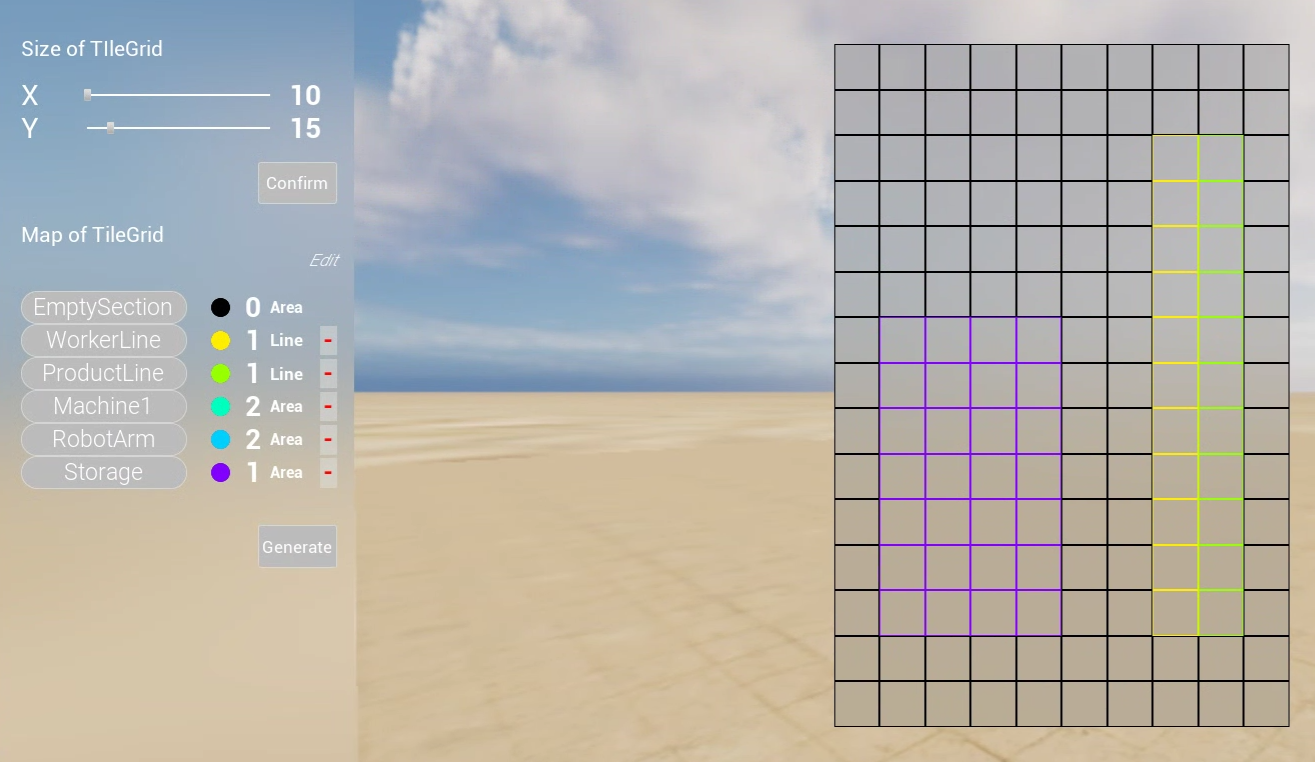 Size of TIleGrid
X 10
Y 15
Confirm
Map of TileGrid
Edit
EmptySection 0 Area
WorkerLine 1 Line -
ProductLine 1 Line -
Machine1 2 Area -
RobotArm 2 Area -
Storage 1 Area -
Generate